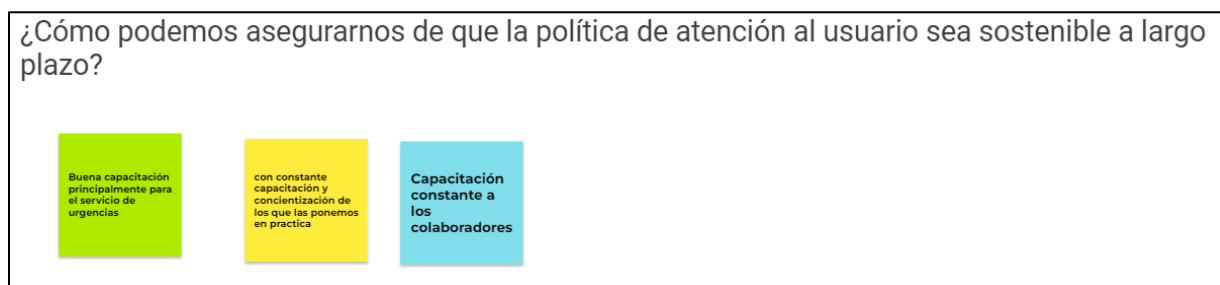 ¿Cómo podemos asegurarnos de que la política de atención al usuario sea sostenible a largo
plazo?
Buena capacitación
principalmente para
el servicio de
urgencias
con constante
capacitación y
concientización de
los que las ponemos
en practica
Capacitación
constante a
los
colaboradores